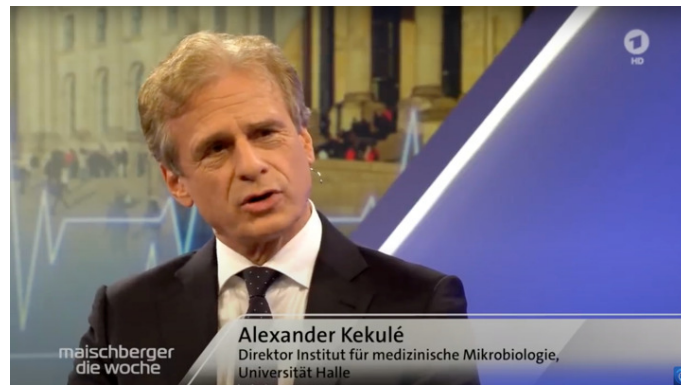 1
HD
Alexander Kekulé
maischberger
die woche
Direktor Institut für medizinische Mikrobiologie,
Universität Halle